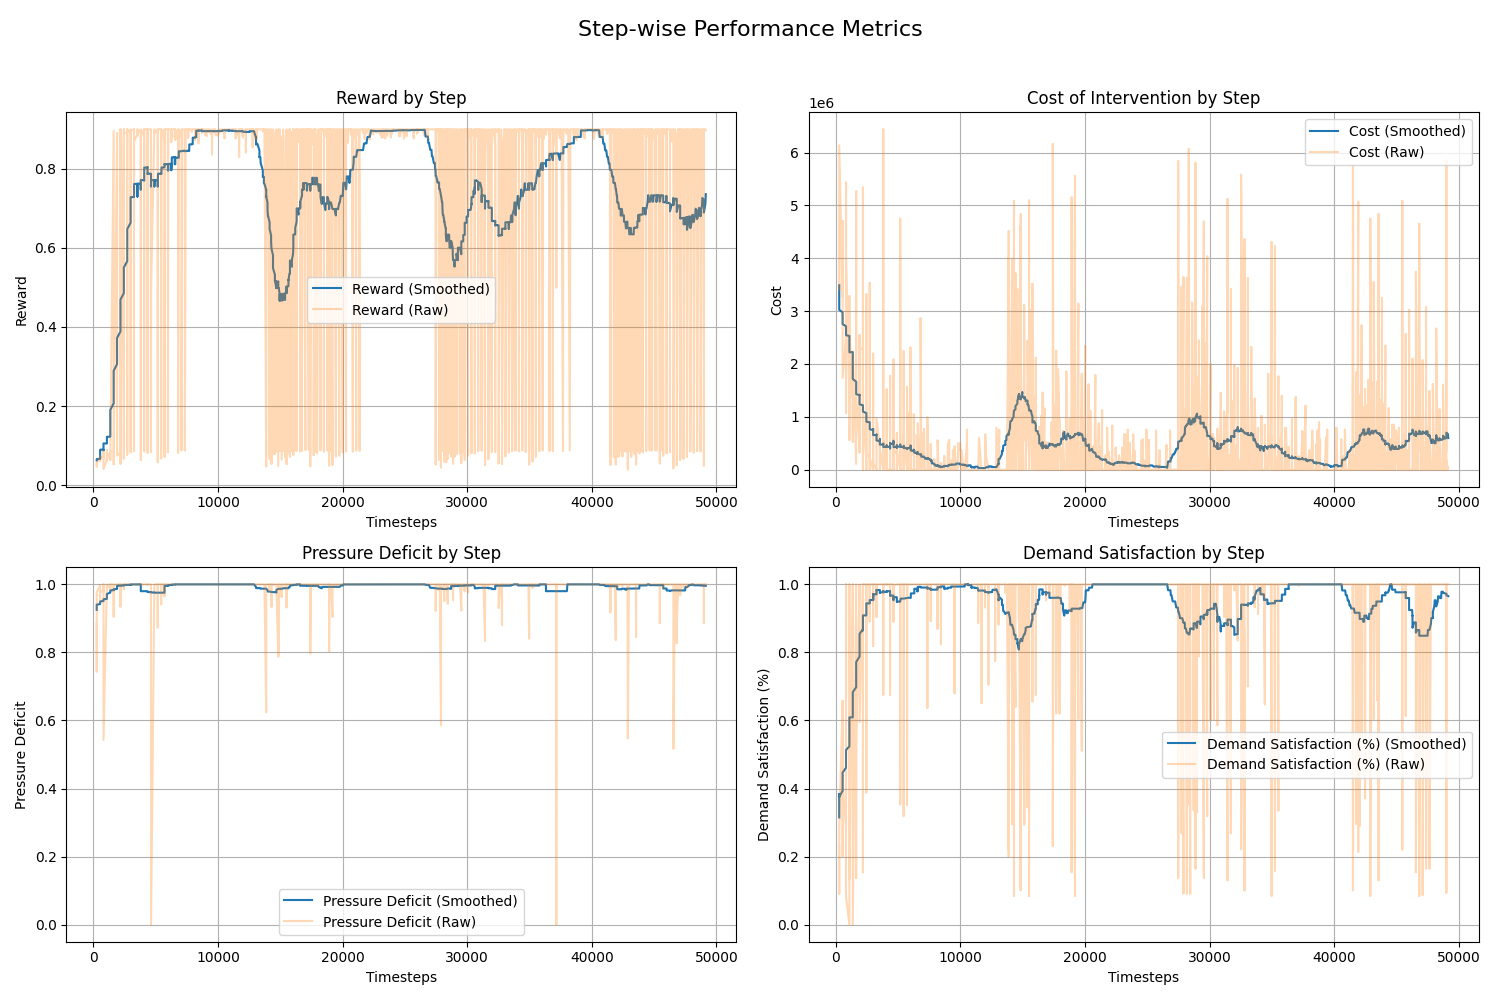 Step-wise Performance Metrics
Reward by Step
Reward
0.8
0.6
0.4
0.2
0.0
Reward (Smoothed)
Reward (Raw)
0 10000 20000 30000 40000 50000
Timesteps
Cost of Intervention by Step
1e6
Cost
6
5
4
3
2
1
0
Cost (Smoothed)
Cost (Raw)
0 10000 20000 30000 40000 50000
Timesteps
Pressure Deficit by Step
Pressure Deficit
1.0
0.8
0.6
0.4
0.2
0.0
Pressure Deficit (Smoothed)
Pressure Deficit (Raw)
0 10000 20000 30000 40000 50000
Timesteps
Demand Satisfaction by Step
Demand Satisfaction (%)
1.0
0.8
0.6
0.4
0.2
0.0
Demand Satisfaction (%) (Smoothed)
Demand Satisfaction (%) (Raw)
0 10000 20000 30000 40000 50000
Timesteps